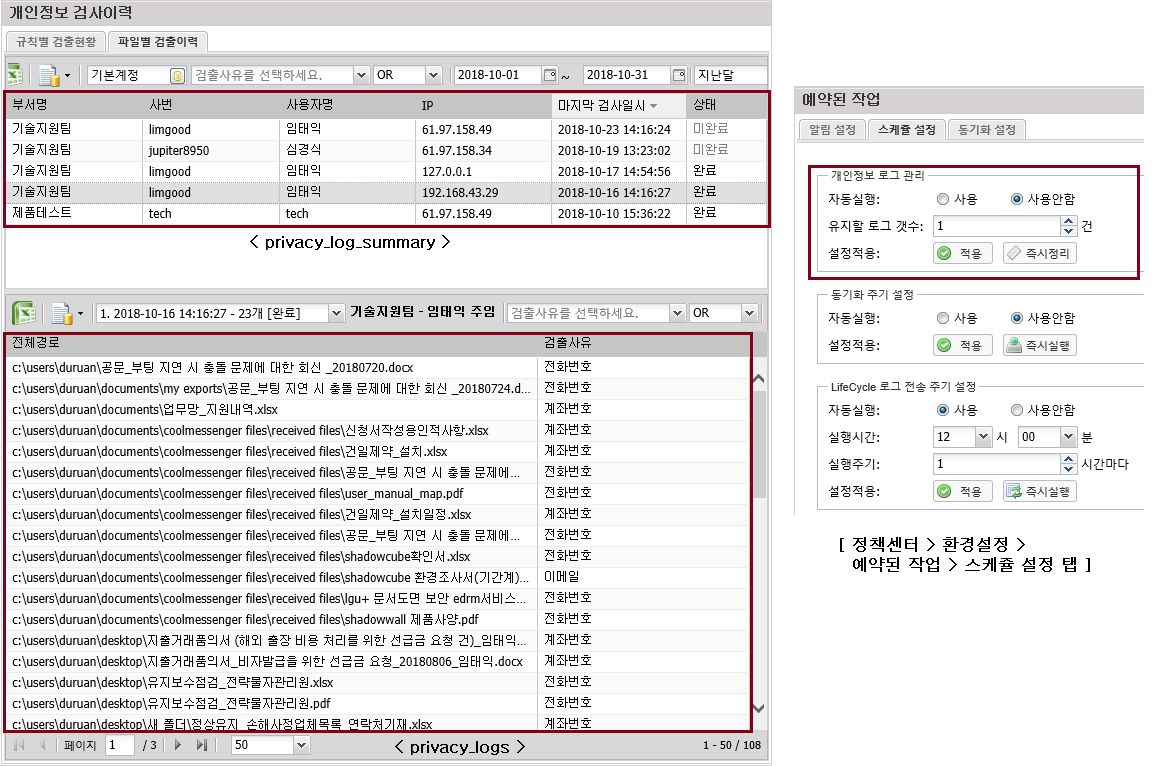 개인정보 검사이력
규칙별 검출현황 파일별 검출이력
기본계정 검출사유를 선택하세요. OR 2018-10-01 ~ 2018-10-31 지난달
부서명 사번 사용자명 IP 마지막 검사일시 상태
기술지원팀 limgood 임태익 61.97.158.49 2018-10-23 14:16:24 미완료
기술지원팀 jupiter8950 심경식 61.97.158.34 2018-10-19 13:23:02 미완료
기술지원팀 limgood 임태익 127.0.0.1 2018-10-17 14:54:56 완료
기술지원팀 limgood 임태익 192.168.43.29 2018-10-16 14:16:27 완료
제품테스트 tech tech 61.97.158.49 2018-10-10 15:36:22 완료
< privacy_log_summary >
1. 2018-10-16 14:16:27 - 23개 [완료] 기술지원팀 - 임태익 주임 검출사유를 선택하세요. OR
전체경로 검출사유
c:\users\duruan\공문_부팅 지연 시 충돌 문제에 대한 회신 _20180720.docx 전화번호
c:\users\duruan\documents\my exports\공문_부팅 지연 시 충돌 문제에 대한 회신 _20180724.d... 전화번호
c:\users\duruan\documents\업무망_지원내역.xlsx 계좌번호
c:\users\duruan\documents\coolmessenger files\received files\신청서작성용인적사항.xlsx 계좌번호
c:\users\duruan\documents\coolmessenger files\received files\건일제약_설치.xlsx 계좌번호
c:\users\duruan\documents\coolmessenger files\received files\공문_부팅 지연 시 충돌 문제에... 전화번호
c:\users\duruan\documents\coolmessenger files\received files\user_manual_map.pdf 전화번호
c:\users\duruan\documents\coolmessenger files\received files\건일제약_설치일정.xlsx 계좌번호
c:\users\duruan\documents\coolmessenger files\received files\공문_부팅 지연 시 충돌 문제에... 전화번호
c:\users\duruan\documents\coolmessenger files\received files\shadowcube확인서.xlsx 계좌번호
c:\users\duruan\documents\coolmessenger files\received files\shadowcube 환경조사서(기간계)... 이메일
c:\users\duruan\documents\coolmessenger files\received files\lgu+ 문서도면 보안 edrm서비스... 전화번호
c:\users\duruan\documents\coolmessenger files\received files\shadowwall 제품사양.pdf 전화번호
c:\users\duruan\desktop\지출거래품의서 (해외 출장 비용 처리를 위한 선급금 요청 건)_임태익... 계좌번호
c:\users\duruan\desktop\지출거래품의서_비자발급을 위한 선급금 요청_20180806_임태익.docx 계좌번호
c:\users\duruan\desktop\유지보수점검_전략물자관리원.xlsx 전화번호
c:\users\duruan\desktop\유지보수점검_전략물자관리원.pdf 전화번호
c:\users\duruan\desktop\새 폴더\정상유지_손해사정업체목록_연락처기재.xlsx 계좌번호
페이지 1 / 3 50 < privacy_logs > 1 - 50 / 108
예약된 작업
알림 설정 스케쥴 설정 동기화 설정
개인정보 로그 관리
자동실행: 사용 사용안함
유지할 로그 갯수: 1 건
설정적용: 적용 즉시정리
동기화 주기 설정
자동실행: 사용 사용안함
설정적용: 적용 즉시실행
LifeCycle 로그 전송 주기 설정
자동실행: 사용 사용안함
실행시간: 12 시 00 분
실행주기: 1 시간마다
설정적용: 적용 즉시실행
[ 정책센터 > 환경설정 >
예약된 작업 > 스케쥴 설정 탭 ]